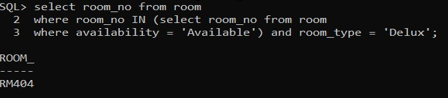 SQL> select room_no from room
2 where room_no IN (select room_no from room
3 where availability = 'Available') and room_type = 'Delux';
ROOM_
-----
RM404